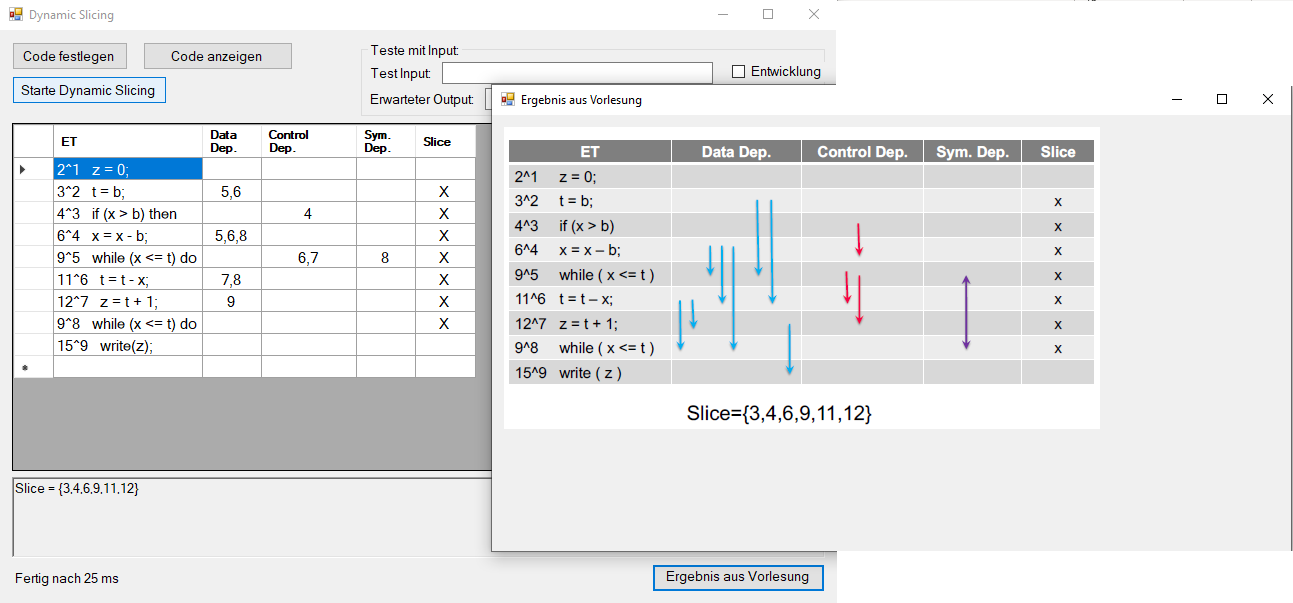 Dynamic Slicing
Code festlegen
Code anzeigen
Starte Dynamic Slicing
Teste mit Input:
Test Input:
Entwicklung
Erwarteter Output:
ET Data Dep. Control Dep. Sym. Dep. Slice
2^1 z = 0;
3^2 t = b; 5,6 X
4^3 if (x > b) then 4 X
6^4 x = x - b; 5,6,8 X
9^5 while (x <= t) do 6,7 8 X
11^6 t = t - x; 7,8 X
12^7 z = t + 1; 9 X
9^8 while (x <= t) do X
15^9 write(z);
Slice = {3,4,6,9,11,12}
Fertig nach 25 ms
Ergebnis aus Vorlesung
Ergebnis aus Vorlesung
ET Data Dep. Control Dep. Sym. Dep. Slice
2^1 z = 0;
3^2 t = b; x
4^3 if (x > b) x
6^4 x = x – b; x
9^5 while ( x <= t ) x
11^6 t = t – x; x
12^7 z = t + 1; x
9^8 while ( x <= t ) x
15^9 write ( z )
Slice={3,4,6,9,11,12}